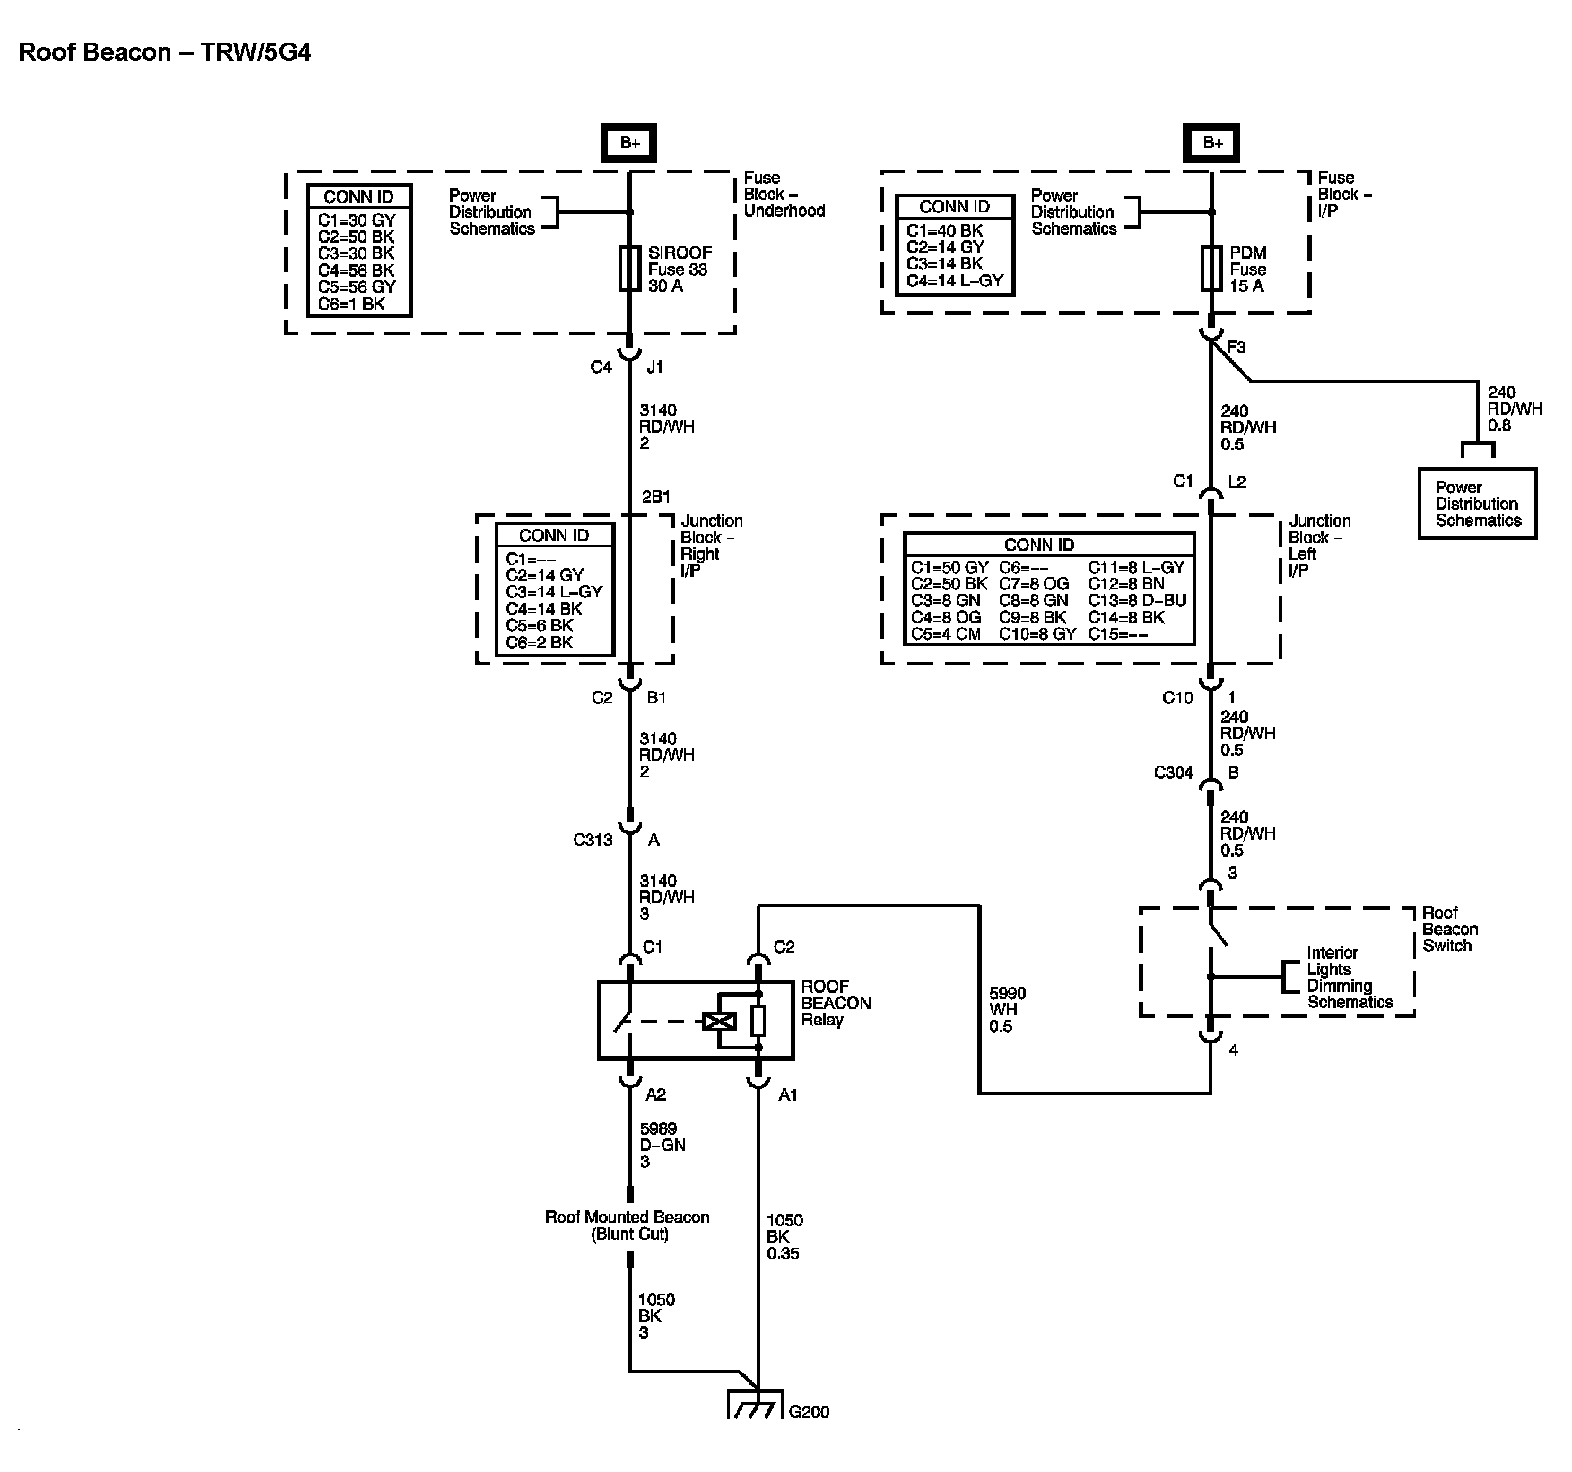 Roof Beacon – TRW/5G4
B+
CONN ID
C1=30 GY
C2=50 BK
C3=30 BK
C4=56 BK
C5=56 GY
C6=1 BK
Power
Distribution
Schematics
SIROOF
Fuse 38
30 A
Fuse
Block –
Underhood
C4
J1
3140
RD/WH
2
2B1
CONN ID
C1=--
C2=14 GY
C3=14 L–GY
C4=14 BK
C5=6 BK
C6=2 BK
Junction
Block –
Right
I/P
C2
B1
3140
RD/WH
2
C313
A
3140
RD/WH
3
C1
C2
ROOF
BEACON
Relay
A2
A1
5989
D–GN
3
Roof Mounted Beacon
(Blunt Cut)
1050
BK
3
1050
BK
0.35
G200
B+
CONN ID
C1=40 BK
C2=14 GY
C3=14 BK
C4=14 L–GY
Power
Distribution
Schematics
PDM
Fuse
15 A
Fuse
Block –
I/P
F3
240
RD/WH
0.5
240
RD/WH
0.8
Power
Distribution
Schematics
C1
L2
CONN ID
C1=50 GY C6=-- C11=8 L–GY
C2=50 BK C7=8 OG C12=8 BN
C3=8 GN C8=8 GN C13=8 D–BU
C4=8 OG C9=8 BK C14=8 BK
C5=4 CM C10=8 GY C15=--
Junction
Block –
Left
I/P
C10
1
240
RD/WH
0.5
C304
B
240
RD/WH
0.5
3
Roof
Beacon
Switch
Interior
Lights
Dimming
Schematics
4
5990
WH
0.5